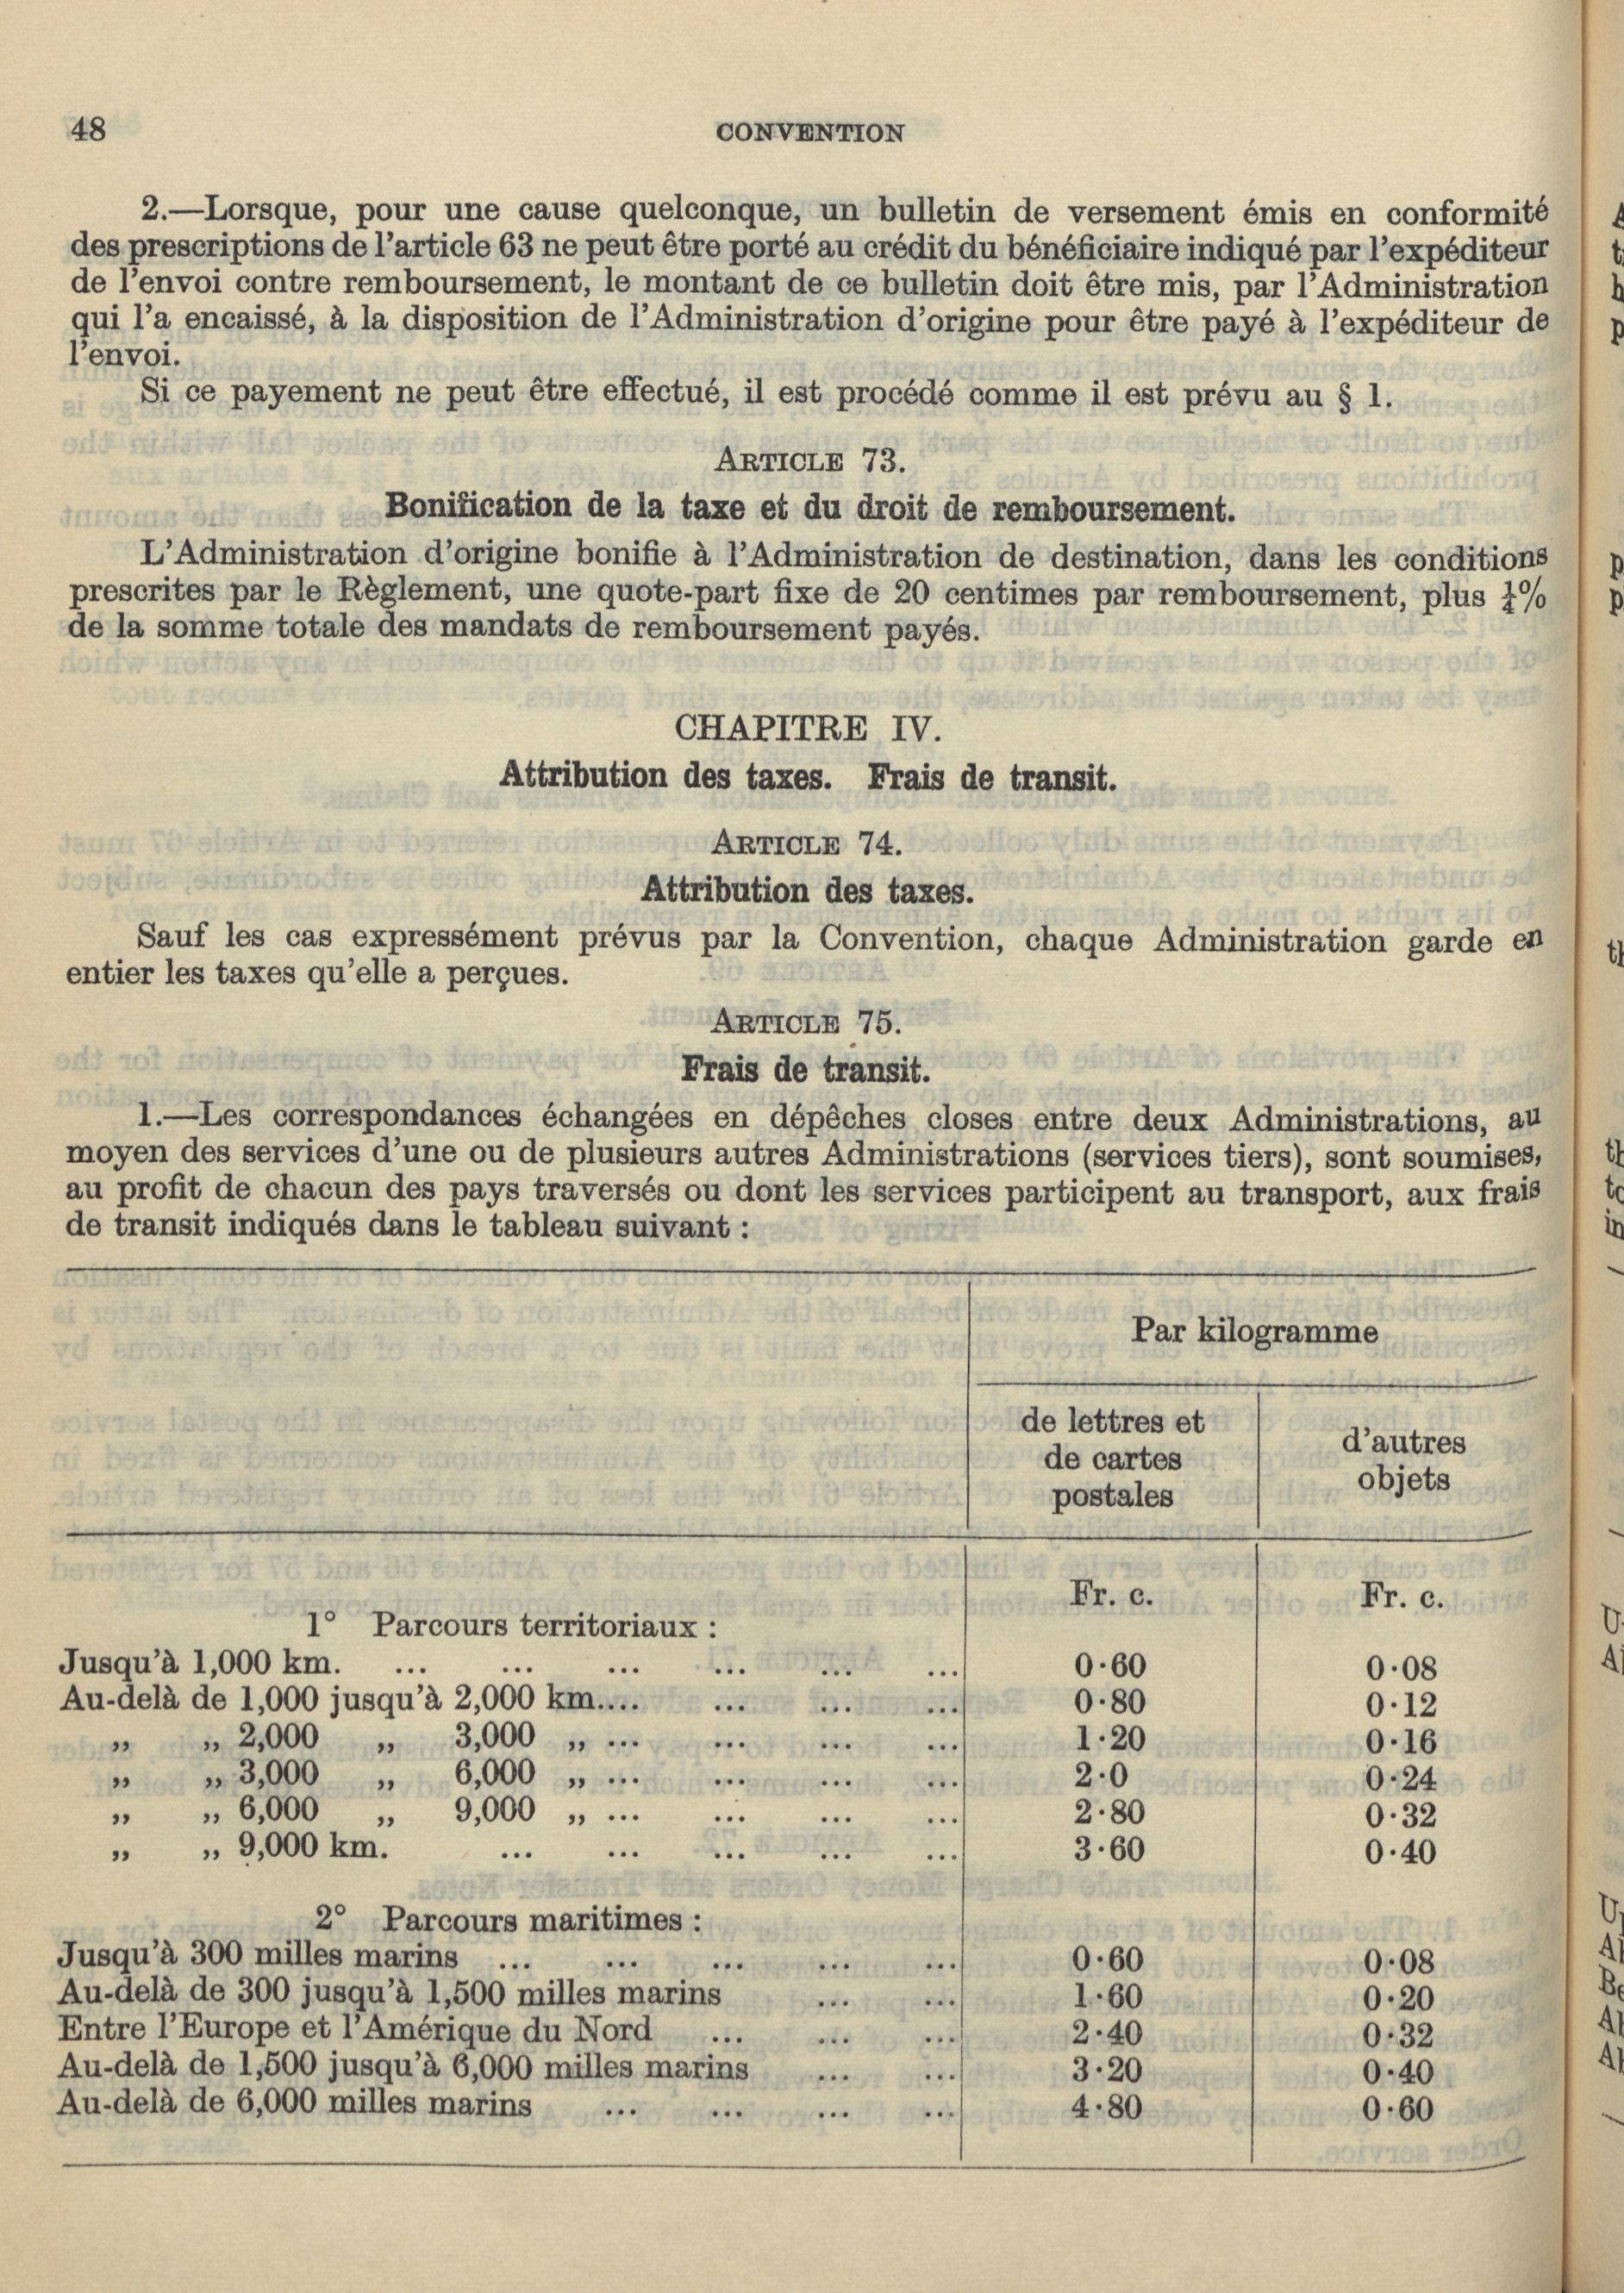 48
CONVENTION
2.—Lorsque, pour une cause quelconque, un bulletin de versement émis en conformité
des prescriptions de l'article 63 ne peut être porté au crédit du bénéficiaire indiqué par l'expéditeur
de l'envoi contre remboursement, le montant de ce bulletin doit être mis, par l'Administration
qui l'a encaissé, à la disposition de l'Administration d'origine pour être payé à l'expéditeur de
l'envoi.
Si ce payement ne peut être effectué, il est procédé comme il est prévu au § 1.
ARTICLE 73.
Bonification de la taxe et du droit de remboursement.
L'Administration d'origine bonifie à l'Administration de destination, dans les conditions
prescrites par le Règlement, une quote-part fixe de 20 centimes par remboursement, plus ¼%
de la somme totale des mandats de remboursement payés.
CHAPITRE IV.
Attribution des taxes. Frais de transit.
ARTICLE 74.
Attribution des taxes.
Sauf les cas expressément prévus par la Convention, chaque Administration garde en
entier les taxes qu'elle a perçues.
ARTICLE 75.
Frais de transit.
1.—Les correspondances échangées en dépêches closes entre deux Administrations, au
moyen des services d'une ou de plusieurs autres Administrations (services tiers), sont soumises,
au profit de chacun des pays traversés ou dont les services participent au transport, aux frais
de transit indiqués dans le tableau suivant :
Par kilogramme
de lettres et
de cartes
postales
d'autres
objets
Fr. c. Fr. c.
1° Parcours territoriaux :
Jusqu'à 1,000 km. ... ... ... ... ... ... 0·60 0·08
Au-delà de 1,000 jusqu'à 2,000 km.... ... ... ... 0·80 0·12
„ „ 2,000 „ 3,000 „ ... ... ... ... 1·20 0·16
„ „ 3,000 „ 6,000 „ ... ... ... ... 2·0 0·24
„ „ 6,000 „ 9,000 „ ... ... ... ... 2·80 0·32
„ „ 9,000 km. ... ... ... ... ... 3·60 0·40
2° Parcours maritimes :
Jusqu'à 300 milles marins ... ... ... ... ... 0·60 0·08
Au-delà de 300 jusqu'à 1,500 milles marins ... ... 1·60 0·20
Entre l'Europe et l'Amérique du Nord ... ... ... 2·40 0·32
Au-delà de 1,500 jusqu'à 6,000 milles marins ... ... 3·20 0·40
Au-delà de 6,000 milles marins ... ... ... ... 4·80 0·60